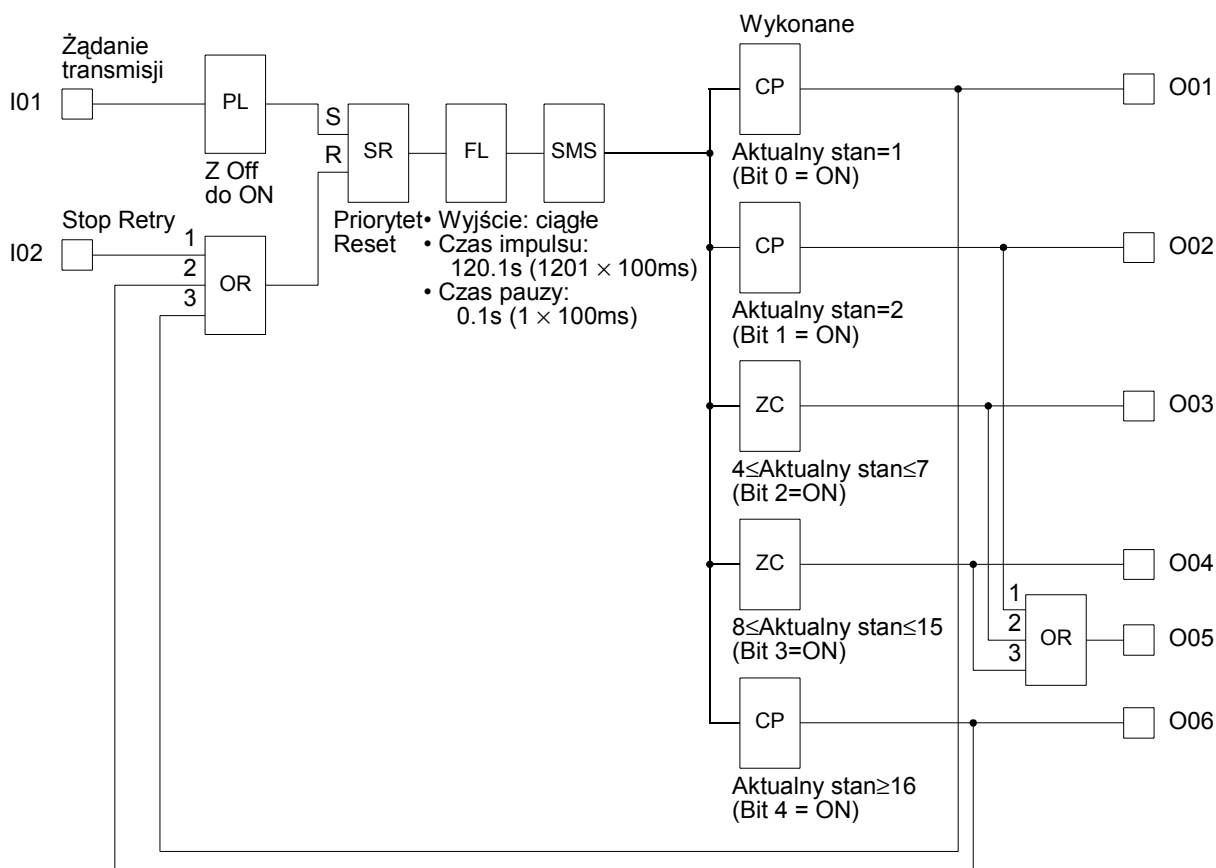 Wykonane
Żądanie
transmisji
I01
PL
Z Off
do ON
S
R
SR
Priorytet
Reset
FL
• Wyjście: ciągłe
• Czas impulsu:
120.1s (1201 × 100ms)
• Czas pauzy:
0.1s (1 × 100ms)
SMS
CP
Aktualny stan=1
(Bit 0 = ON)
O01
Stop Retry
I02
1
2
3
OR
CP
Aktualny stan=2
(Bit 1 = ON)
O02
ZC
4≤Aktualny stan≤7
(Bit 2=ON)
O03
ZC
8≤Aktualny stan≤15
(Bit 3=ON)
O04
1
2
3
OR
O05
CP
Aktualny stan≥16
(Bit 4 = ON)
O06